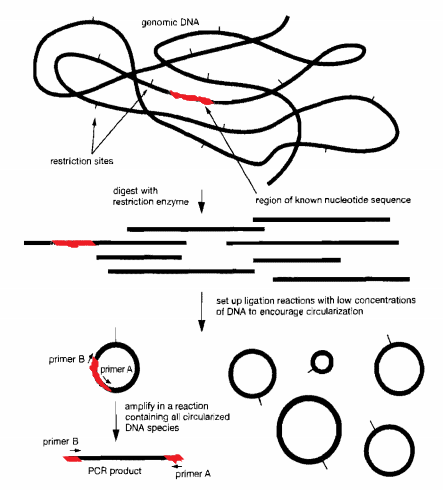 genomic DNA
restriction sites
region of known nucleotide sequence
digest with
restriction enzyme
set up ligation reactions with low concentrations
of DNA to encourage circularization
primer B
primer A
amplify in a reaction
containing all circularized
DNA species
primer B
PCR product
primer A